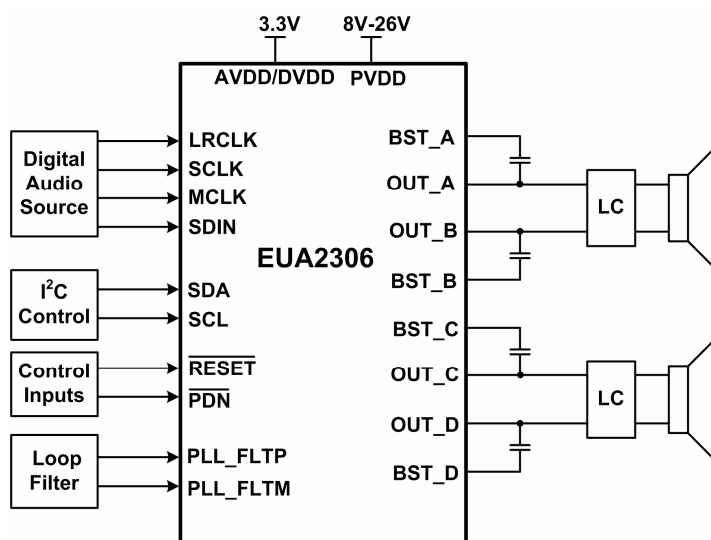 3.3V
8V-26V
AVDD/DVDD
PVDD
Digital
Audio
Source
LRCLK
SCLK
MCLK
SDIN
I²C
Control
SDA
SCL
Control
Inputs
RESET
PDN
Loop
Filter
PLL_FLTP
PLL_FLTM
EUA2306
BST_A
OUT_A
OUT_B
BST_B
BST_C
OUT_C
OUT_D
BST_D
LC
LC